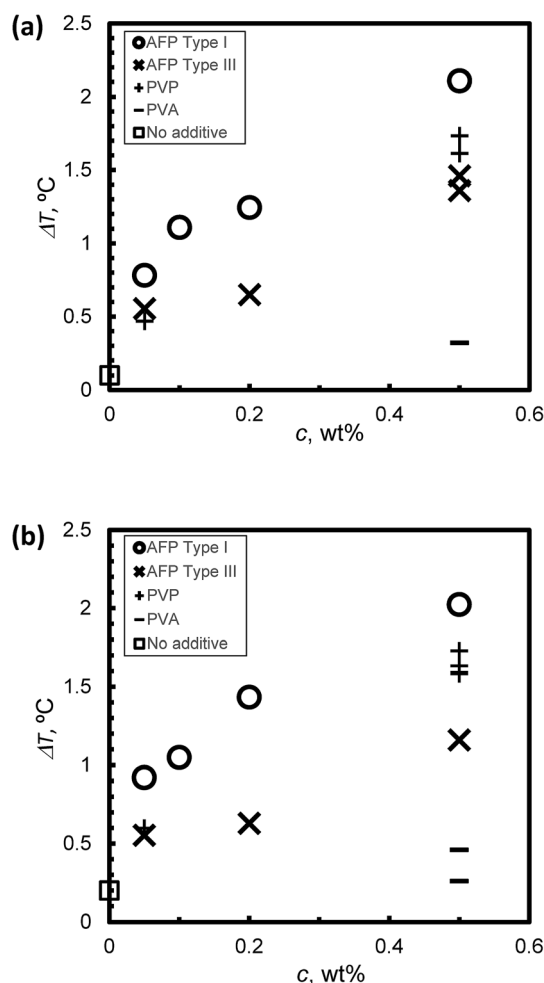 (a)
2.5
2
1.5
1
0.5
0
ΔT, ºC
AFP Type I
AFP Type III
PVP
PVA
No additive
0 0.2 0.4 0.6
c, wt%
(b)
2.5
2
1.5
1
0.5
0
ΔT, ºC
AFP Type I
AFP Type III
PVP
PVA
No additive
0 0.2 0.4 0.6
c, wt%